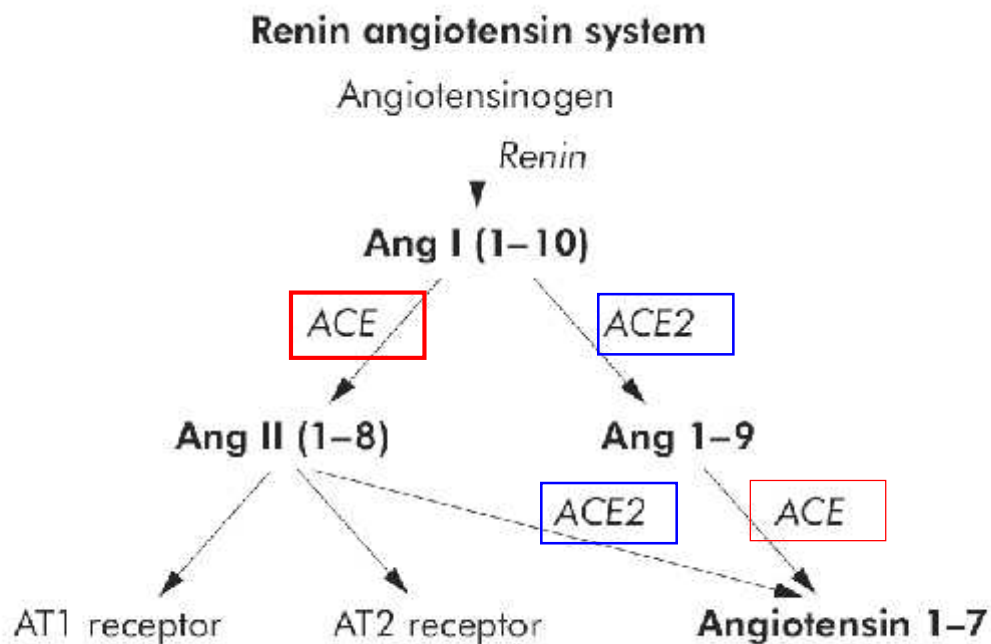 Renin angiotensin system
Angiotensinogen
Renin
Ang I (1–10)
ACE
ACE2
Ang II (1–8)
Ang 1–9
ACE2
ACE
AT1 receptor
AT2 receptor
Angiotensin 1–7